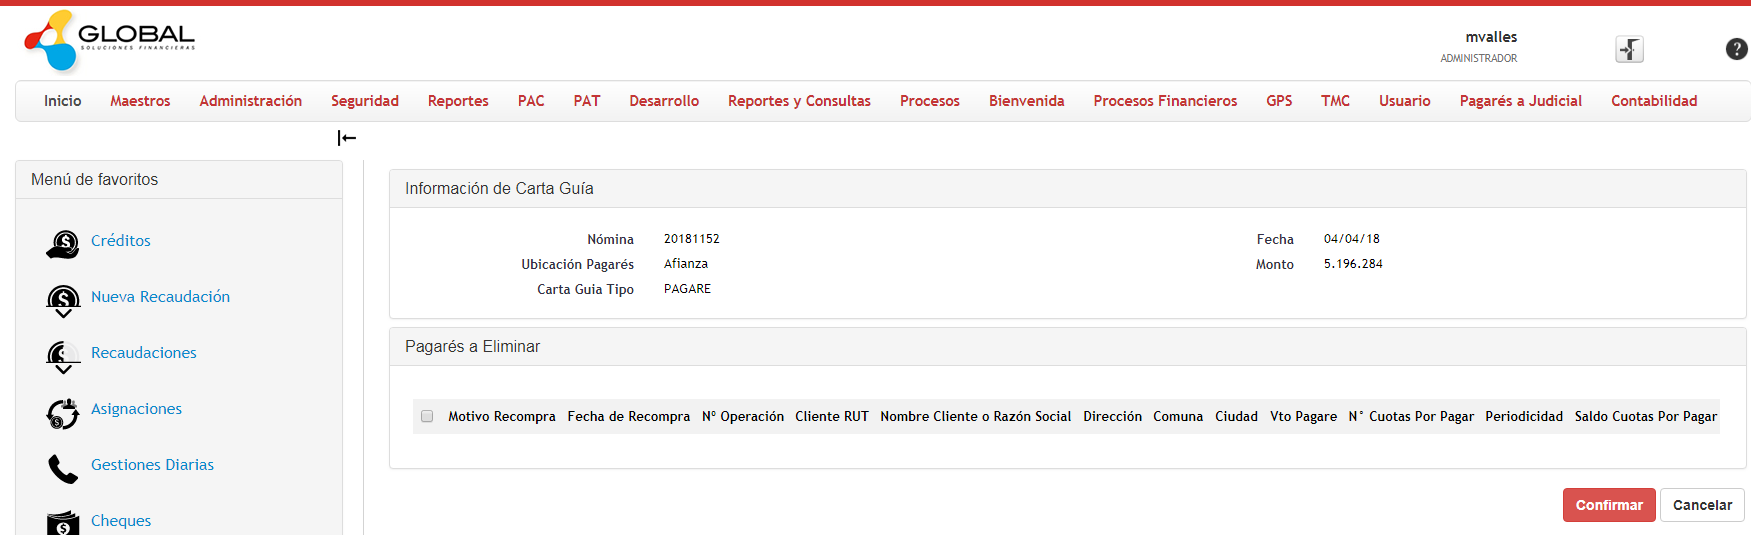 GLOBAL
SOLUCIONES FINANCIERAS
mvalles
ADMINISTRADOR
?
Inicio Maestros Administración Seguridad Reportes PAC PAT Desarrollo Reportes y Consultas Procesos Bienvenida Procesos Financieros GPS TMC Usuario Pagarés a Judicial Contabilidad
Menú de favoritos
Créditos
Nueva Recaudación
Recaudaciones
Asignaciones
Gestiones Diarias
Cheques
Información de Carta Guía
Nómina 20181152 Fecha 04/04/18
Ubicación Pagarés Afianza Monto 5.196.284
Carta Guia Tipo PAGARE
Pagarés a Eliminar
Motivo Recompra Fecha de Recompra Nº Operación Cliente RUT Nombre Cliente o Razón Social Dirección Comuna Ciudad Vto Pagare N° Cuotas Por Pagar Periodicidad Saldo Cuotas Por Pagar
Confirmar Cancelar